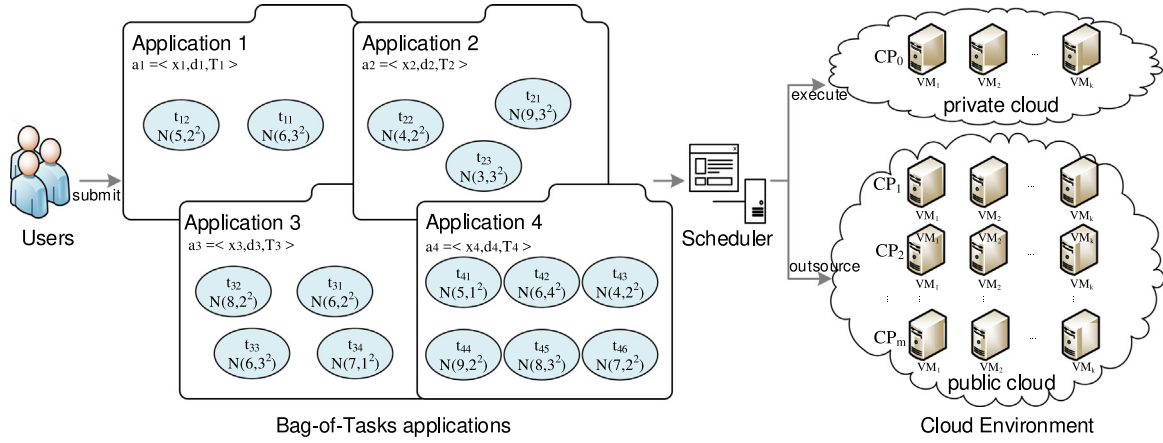 Application 1
a₁ =< x₁,d₁,T₁ >
t₁₂
N(5,2²)
t₁₁
N(6,3²)
Application 2
a₂ =< x₂,d₂,T₂ >
t₂₁
N(9,3²)
t₂₂
N(4,2²)
t₂₃
N(3,3²)
Users
submit
Application 3
a₃ =< x₃,d₃,T₃ >
t₃₂
N(8,2²)
t₃₁
N(6,2²)
t₃₃
N(6,3²)
t₃₄
N(7,1²)
Application 4
a₄ =< x₄,d₄,T₄ >
t₄₁
N(5,1²)
t₄₂
N(6,4²)
t₄₃
N(4,2²)
t₄₄
N(9,2²)
t₄₅
N(8,3²)
t₄₆
N(7,2²)
Bag-of-Tasks applications
Scheduler
execute
outsource
CP₀
...
VM₁ VM₂ VMₖ
private cloud
CP₁
...
VM₁ VM₂ VMₖ
CP₂
VM₁ VM₂ ... VMₖ
VM₁ VM₂ VMₖ
⋮ ⋮ ⋮ ⋮
CPₘ
...
VM₁ VM₂ VMₖ
public cloud
Cloud Environment